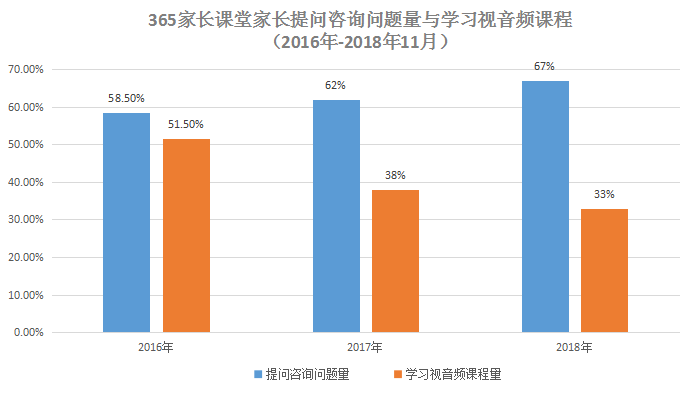 365家长课堂家长提问咨询问题量与学习视音频课程
（2016年-2018年11月）
70.00%
60.00%
50.00%
40.00%
30.00%
20.00%
10.00%
0.00%
58.50%
51.50%
62%
38%
67%
33%
2016年
2017年
2018年
提问咨询问题量
学习视音频课程量